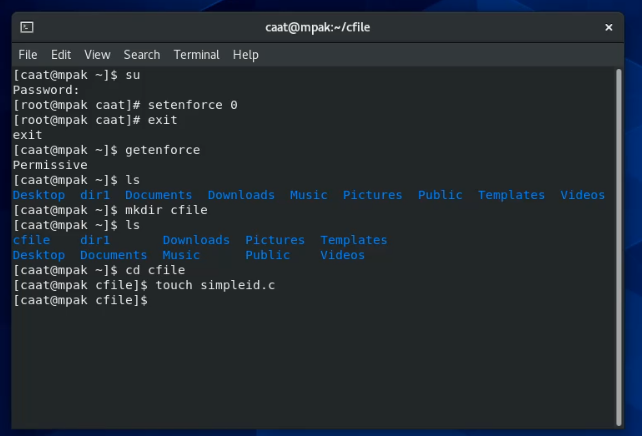 caat@mpak:~/cfile
File Edit View Search Terminal Help
[caat@mpak ~]$ su
Password:
[root@mpak caat]# setenforce 0
[root@mpak caat]# exit
exit
[caat@mpak ~]$ getenforce
Permissive
[caat@mpak ~]$ ls
Desktop dir1 Documents Downloads Music Pictures Public Templates Videos
[caat@mpak ~]$ mkdir cfile
[caat@mpak ~]$ ls
cfile dir1 Downloads Pictures Templates
Desktop Documents Music Public Videos
[caat@mpak ~]$ cd cfile
[caat@mpak cfile]$ touch simpleid.c
[caat@mpak cfile]$